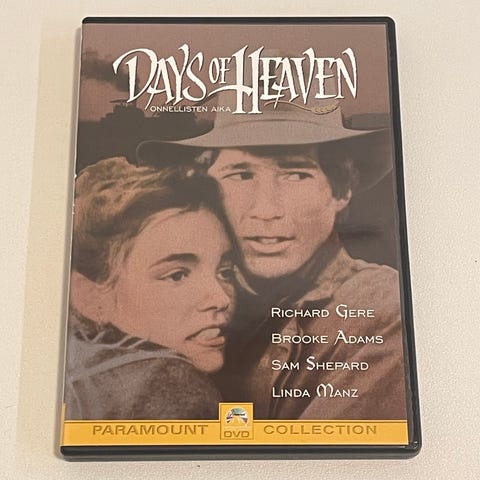 DAYS OF HEAVEN
ONNELLISTEN AIKA
RICHARD GERE
BROOKE ADAMS
SAM SHEPARD
LINDA MANZ
PARAMOUNT DVD COLLECTION